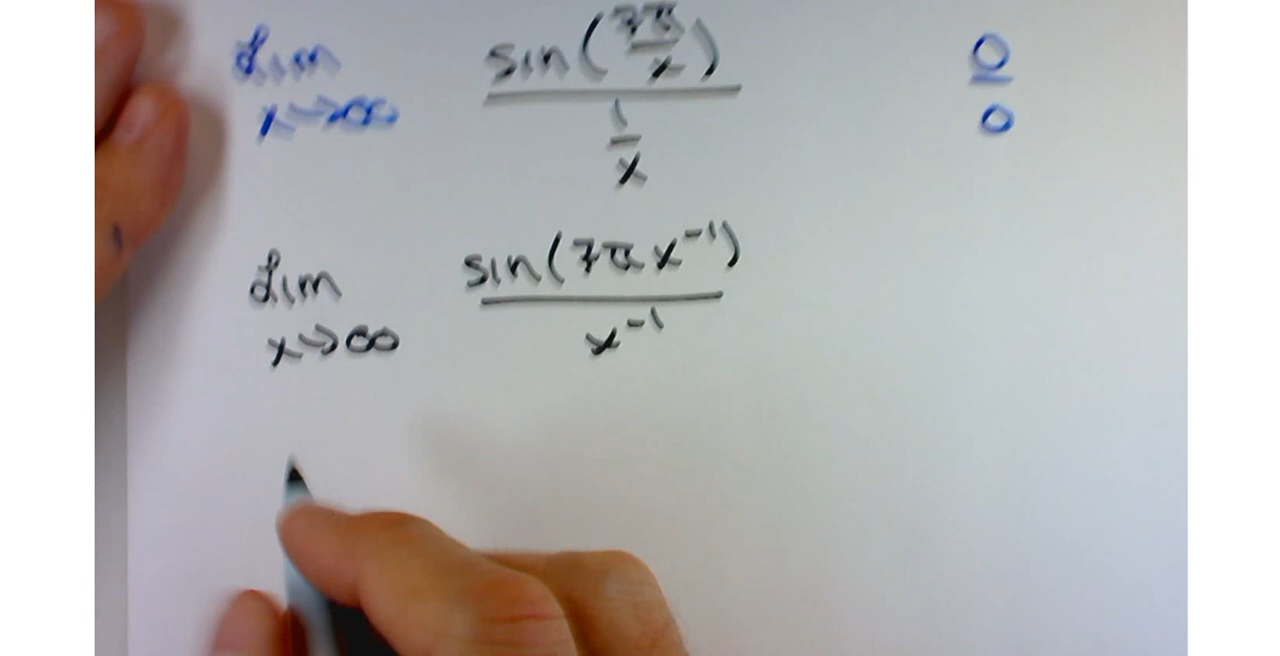 lim x→∞ sin(7π/x) / (1/x) 0/0
lim x→∞ sin(7πx⁻¹) / x⁻¹